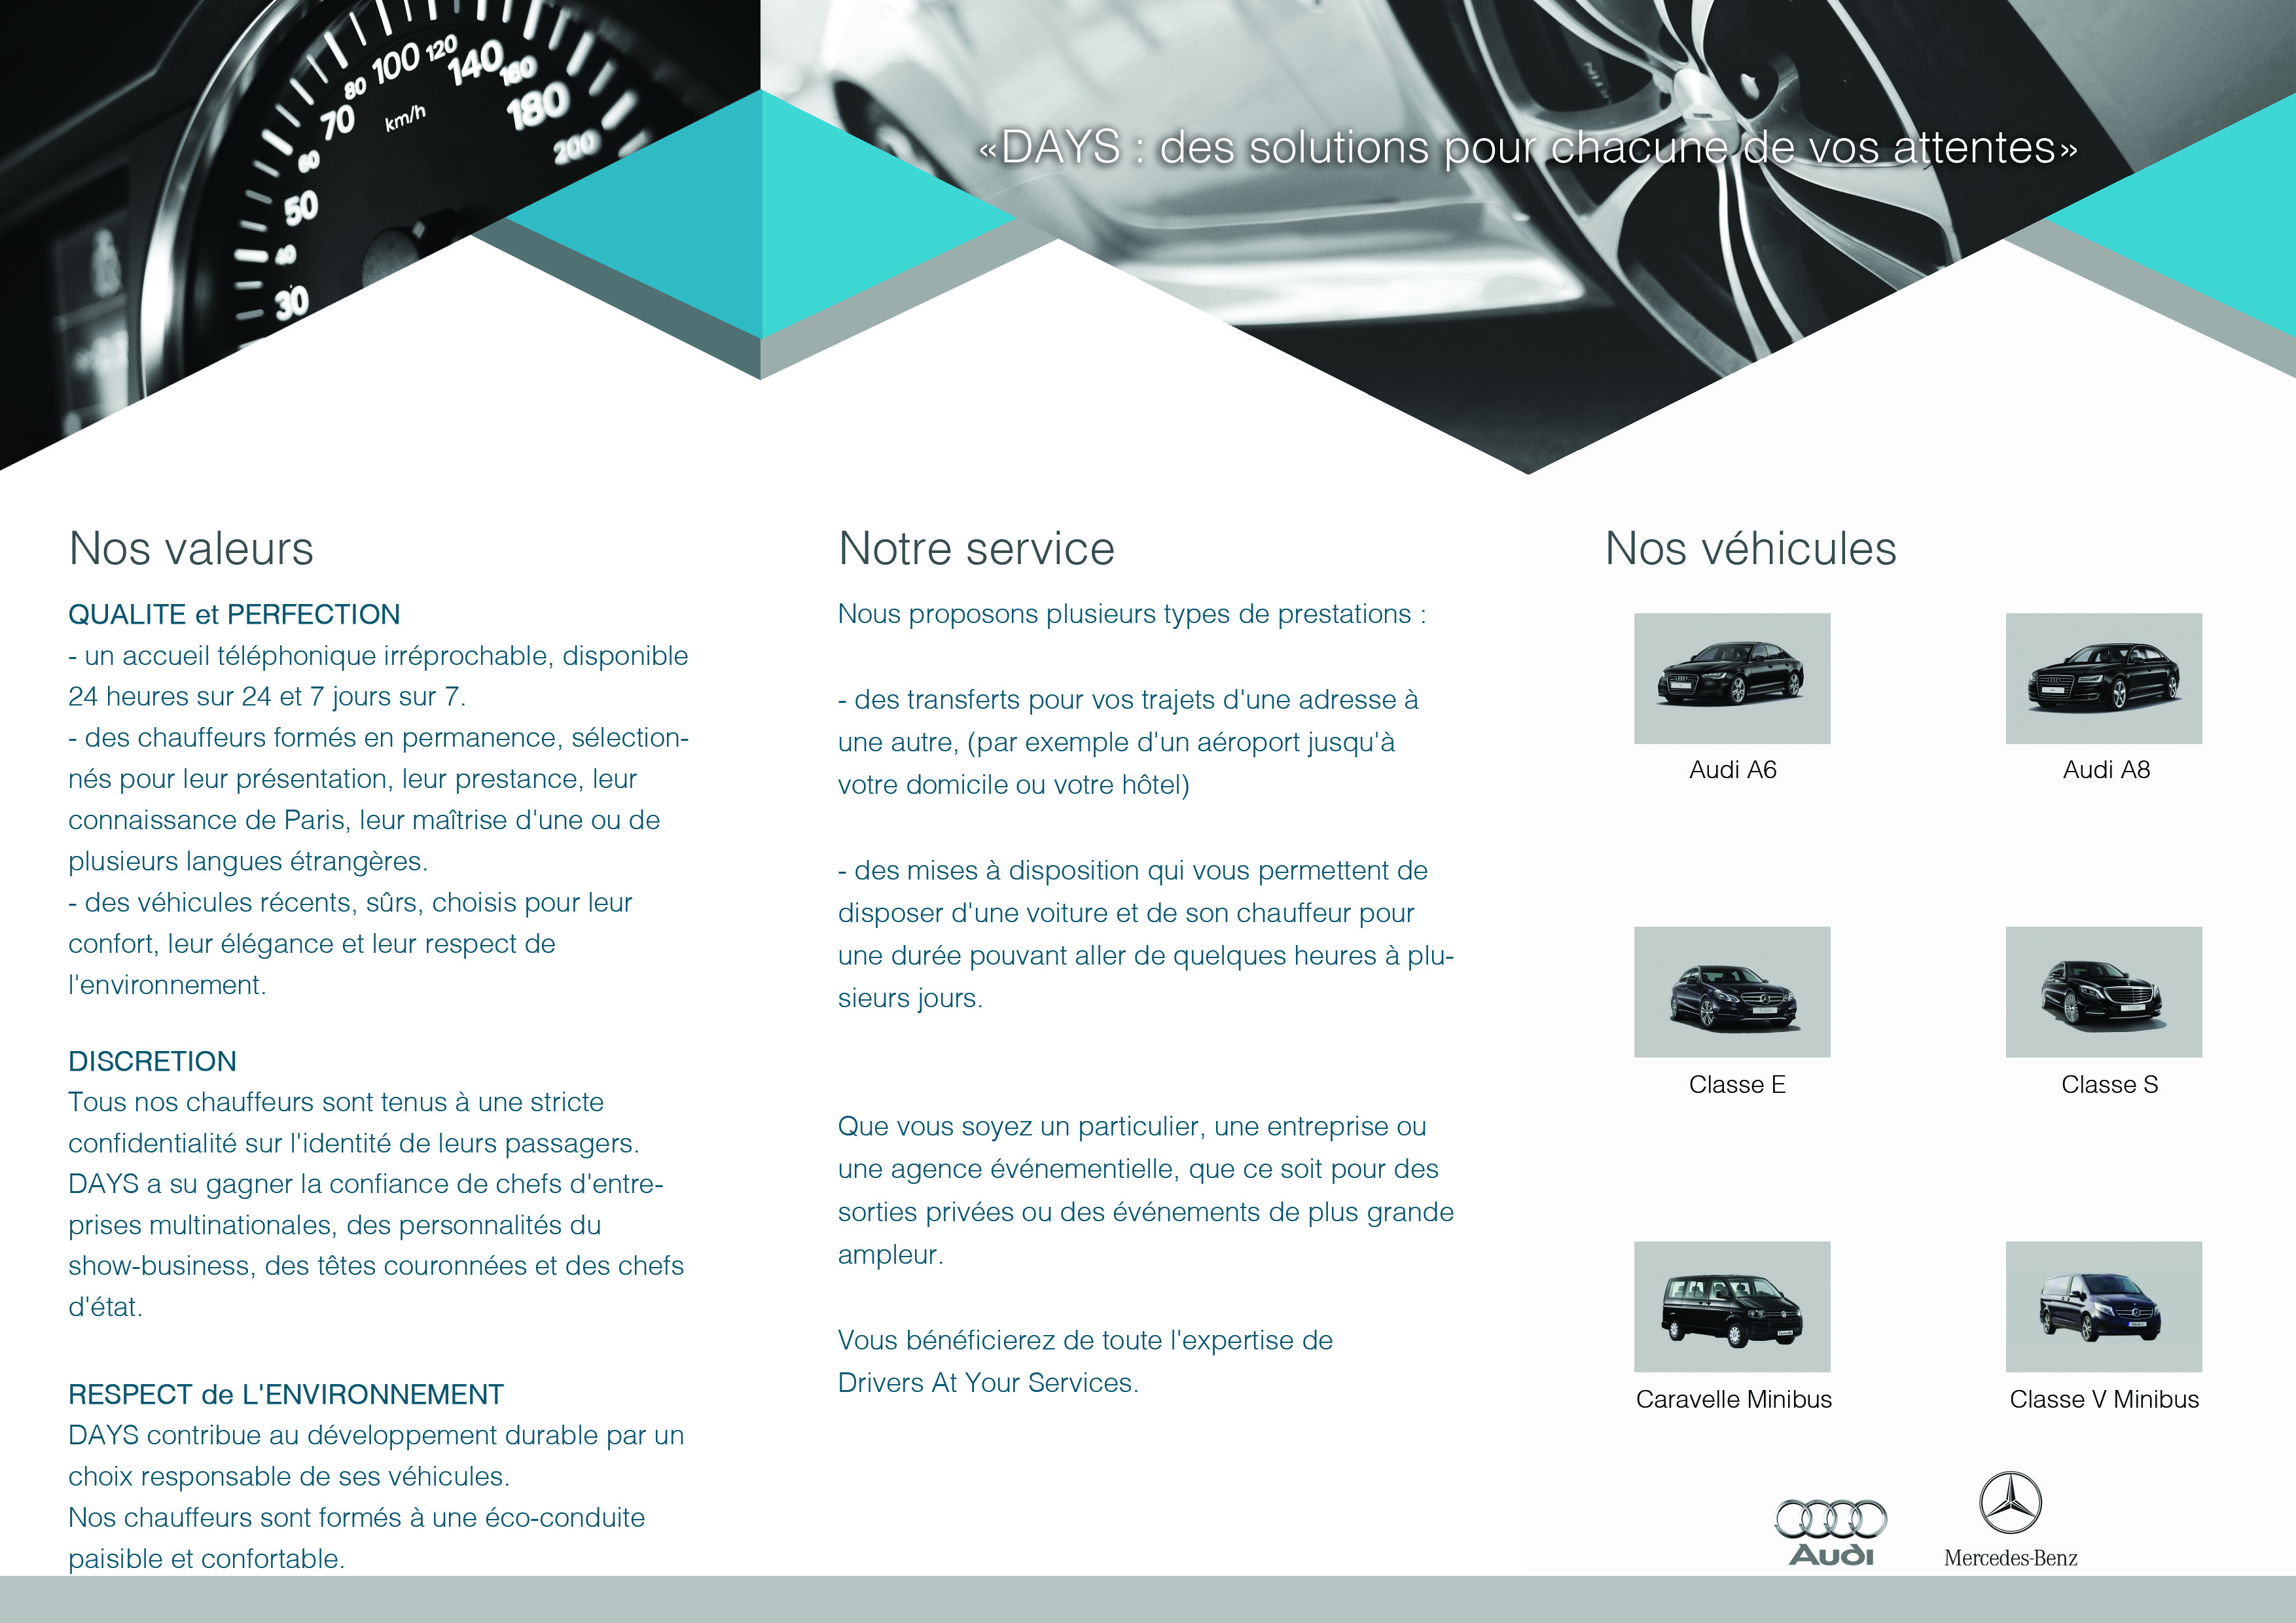 120
100
140
80
160
70
km/h
180
60
200
50
40
30
«DAYS : des solutions pour chacune de vos attentes»
Nos valeurs
QUALITE et PERFECTION
- un accueil téléphonique irréprochable, disponible
24 heures sur 24 et 7 jours sur 7.
- des chauffeurs formés en permanence, sélection-
nés pour leur présentation, leur prestance, leur
connaissance de Paris, leur maîtrise d'une ou de
plusieurs langues étrangères.
- des véhicules récents, sûrs, choisis pour leur
confort, leur élégance et leur respect de
l'environnement.
DISCRETION
Tous nos chauffeurs sont tenus à une stricte
confidentialité sur l'identité de leurs passagers.
DAYS a su gagner la confiance de chefs d'entre-
prises multinationales, des personnalités du
show-business, des têtes couronnées et des chefs
d'état.
RESPECT de L'ENVIRONNEMENT
DAYS contribue au développement durable par un
choix responsable de ses véhicules.
Nos chauffeurs sont formés à une éco-conduite
paisible et confortable.
Notre service
Nous proposons plusieurs types de prestations :
- des transferts pour vos trajets d'une adresse à
une autre, (par exemple d'un aéroport jusqu'à
votre domicile ou votre hôtel)
- des mises à disposition qui vous permettent de
disposer d'une voiture et de son chauffeur pour
une durée pouvant aller de quelques heures à plu-
sieurs jours.
Que vous soyez un particulier, une entreprise ou
une agence événementielle, que ce soit pour des
sorties privées ou des événements de plus grande
ampleur.
Vous bénéficierez de toute l'expertise de
Drivers At Your Services.
Nos véhicules
Audi A6
Audi A8
Classe E
Classe S
Caravelle Minibus
Classe V Minibus
Audi
Mercedes-Benz